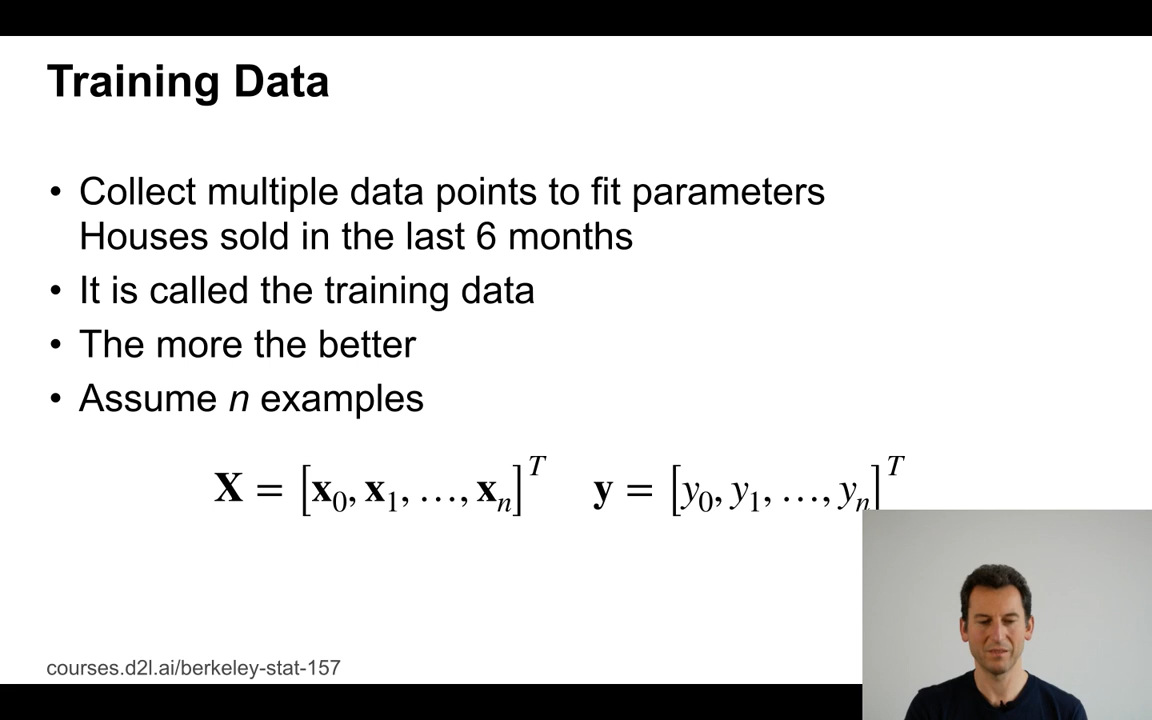 Training Data
• Collect multiple data points to fit parameters
Houses sold in the last 6 months
• It is called the training data
• The more the better
• Assume n examples
X = [x₀, x₁, …, xₙ]ᵀ y = [y₀, y₁, …, yₙ]ᵀ
courses.d2l.ai/berkeley-stat-157